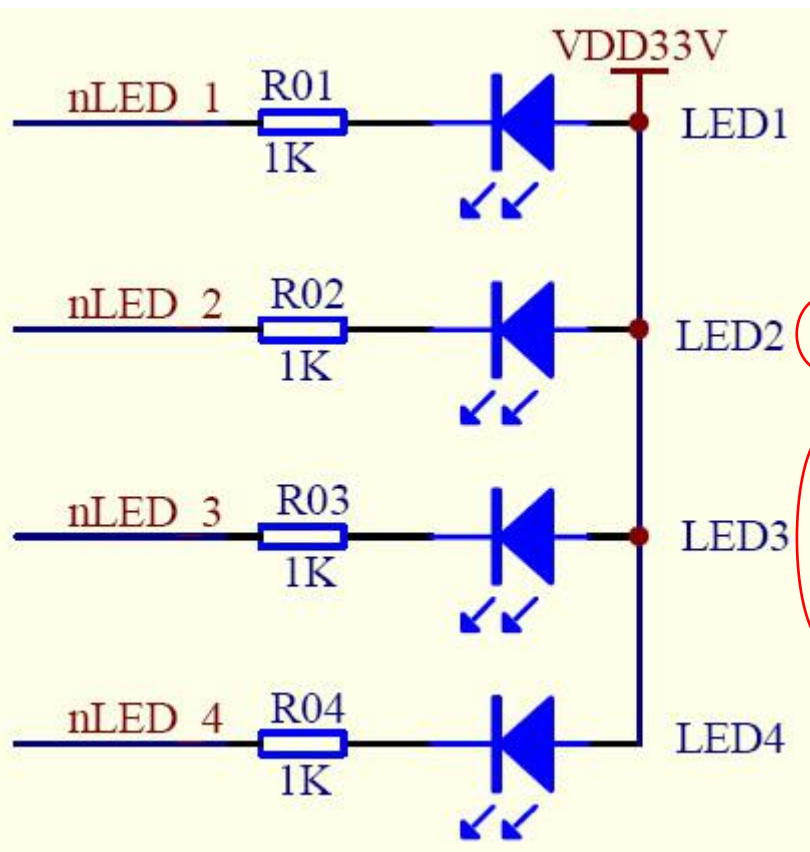 VDD33V
nLED_1 R01 LED1
1K
nLED_2 R02 LED2
1K
nLED_3 R03 LED3
1K
nLED_4 R04 LED4
1K